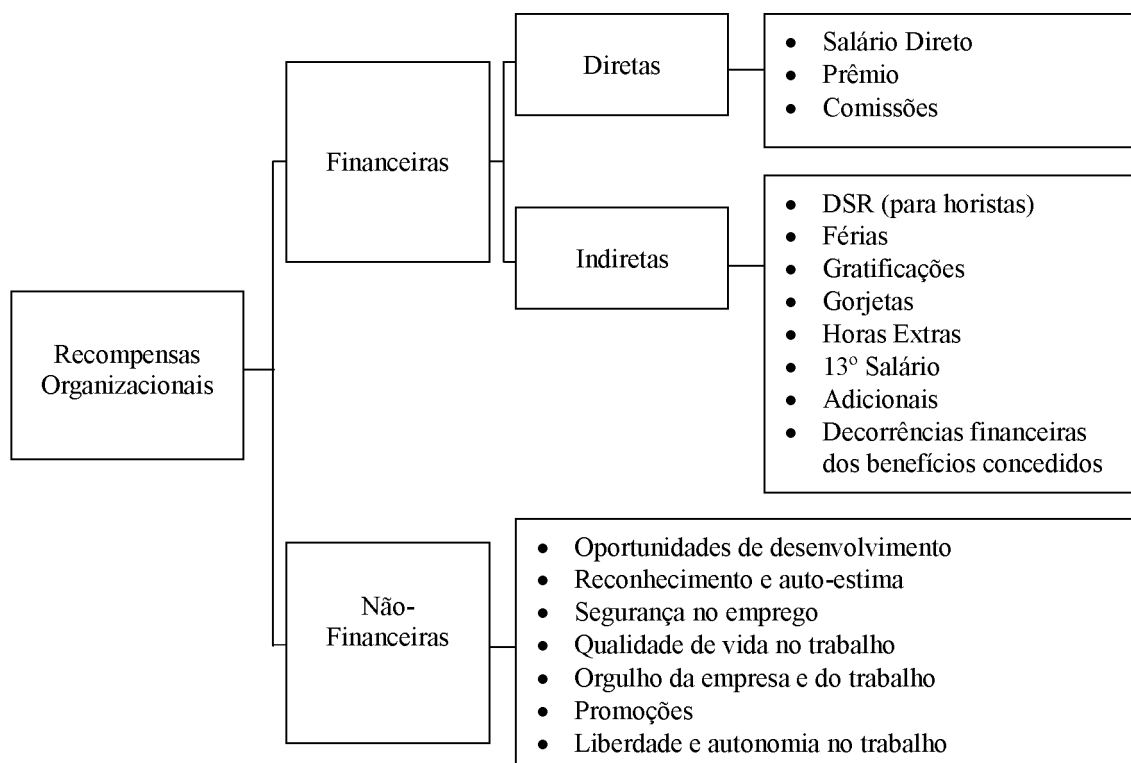 Recompensas
Organizacionais
Financeiras
Diretas
• Salário Direto
• Prêmio
• Comissões
Indiretas
• DSR (para horistas)
• Férias
• Gratificações
• Gorjetas
• Horas Extras
• 13º Salário
• Adicionais
• Decorrências financeiras
dos benefícios concedidos
Não-
Financeiras
• Oportunidades de desenvolvimento
• Reconhecimento e auto-estima
• Segurança no emprego
• Qualidade de vida no trabalho
• Orgulho da empresa e do trabalho
• Promoções
• Liberdade e autonomia no trabalho